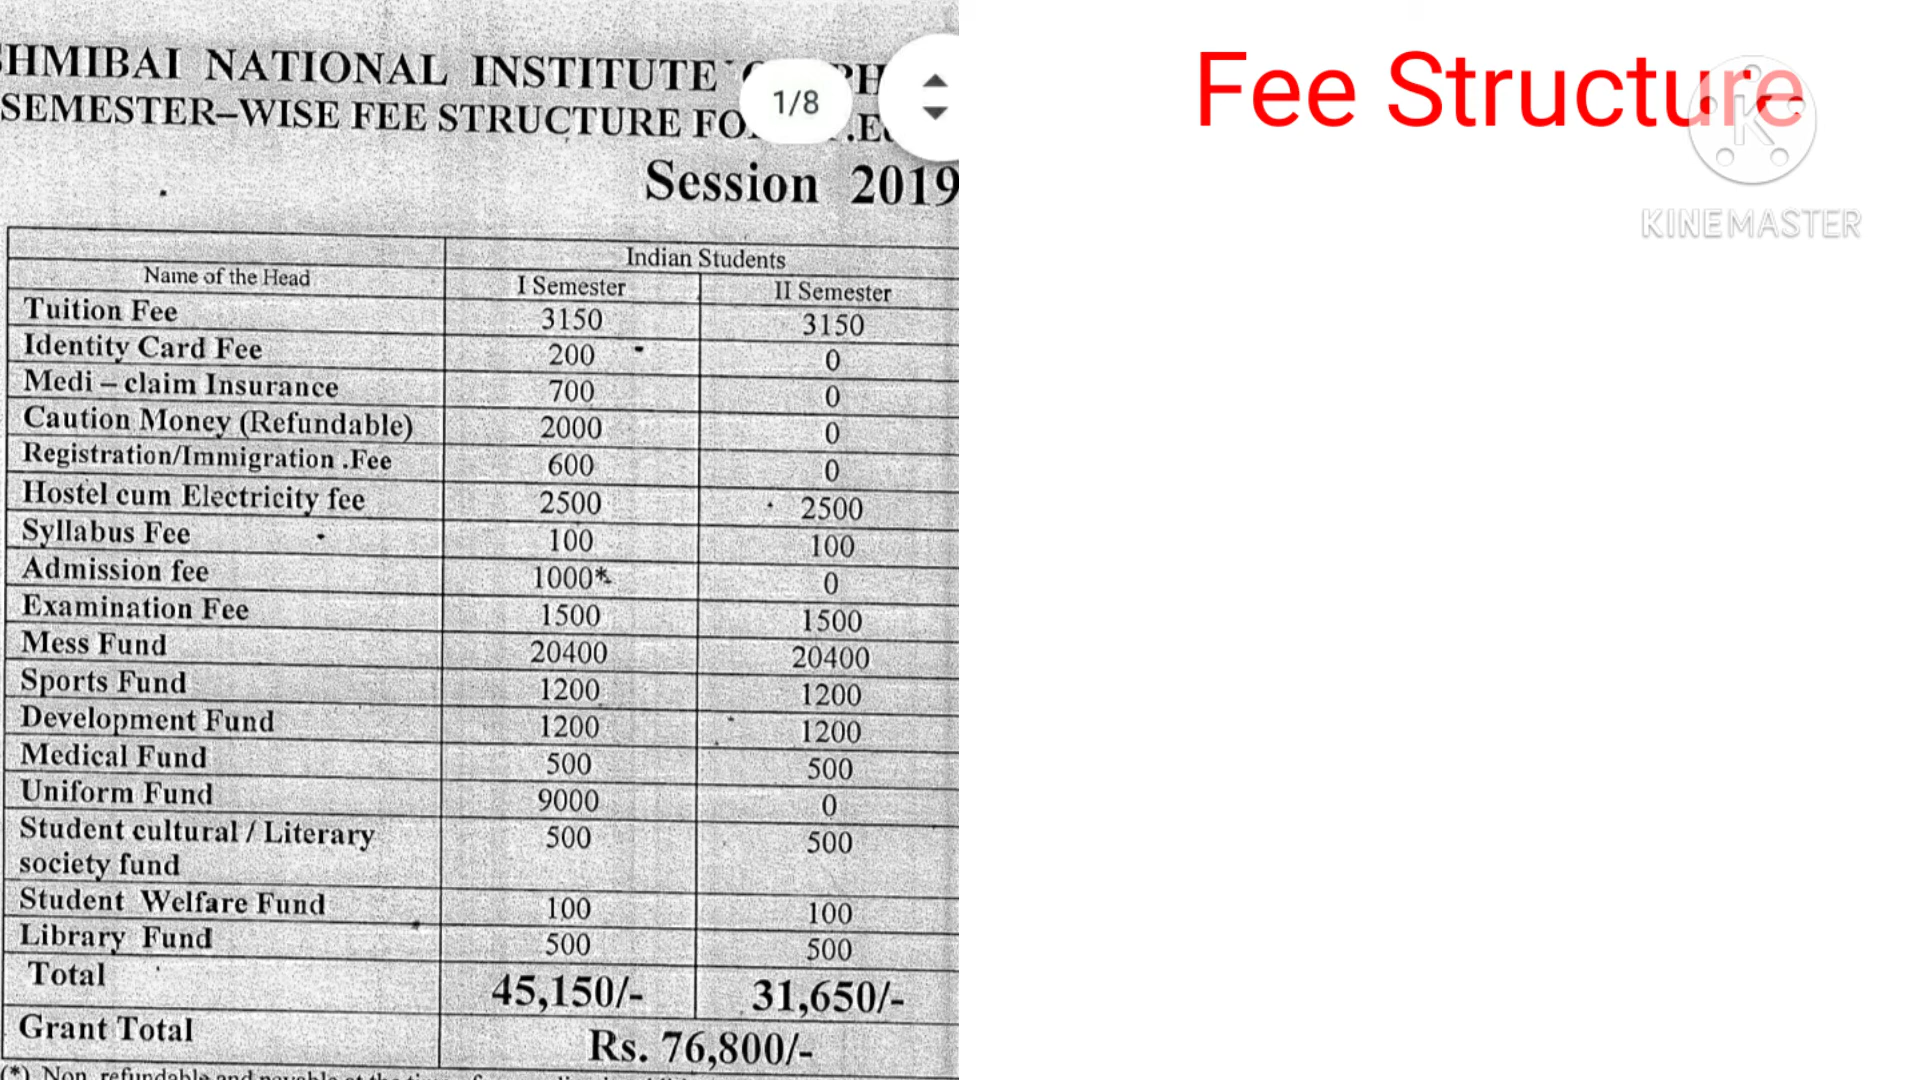 HMIBAI NATIONAL INSTITUTE
SEMESTER–WISE FEE STRUCTURE
Session 2019
1/8
Indian Students
Name of the Head I Semester II Semester
Tuition Fee 3150 3150
Identity Card Fee 200 0
Medi – claim Insurance 700 0
Caution Money (Refundable) 2000 0
Registration/Immigration .Fee 600 0
Hostel cum Electricity fee 2500 2500
Syllabus Fee 100 100
Admission fee 1000* 0
Examination Fee 1500 1500
Mess Fund 20400 20400
Sports Fund 1200 1200
Development Fund 1200 1200
Medical Fund 500 500
Uniform Fund 9000 0
Student cultural / Literary 500 500
society fund
Student Welfare Fund 100 100
Library Fund 500 500
Total 45,150/- 31,650/-
Grant Total Rs. 76,800/-
Fee Structure
K
KINEMASTER